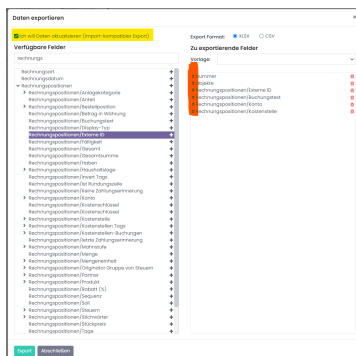 Daten exportieren
Ich will Daten aktualisieren (import-kompatibler Export)
Export Format:
XLSX
CSV
Verfügbare Felder
Zu exportierende Felder
rechnungs
Vorlage:
Rechnungsart
Rechnungsdatum
Rechnungspositionen
Rechnungspositionen/Anlagekategorie
Rechnungspositionen/Anteil
Rechnungspositionen/Bestellposition
Rechnungspositionen/Betrag in Währung
Rechnungspositionen/Buchungstext
Rechnungspositionen/Display-Typ
Rechnungspositionen/Externe ID
Rechnungspositionen/Fälligkeit
Rechnungspositionen/Gesamt
Rechnungspositionen/Gesamtsumme
Rechnungspositionen/Haben
Rechnungspositionen/Haushaltslage
Rechnungspositionen/Invert Tags
Rechnungspositionen/ist Rundungszeile
Rechnungspositionen/Keine Zahlungserinnerung
Rechnungspositionen/Konto
Rechnungspositionen/Kostenschlüssel
Rechnungspositionen/Kostenschlüssel
Rechnungspositionen/Kostenstelle
Rechnungspositionen/Kostenstellen Tags
Rechnungspositionen/Kostenstellen-Buchungen
Rechnungspositionen/letzte Zahlungserinnerung
Rechnungspositionen/Mahnstufe
Rechnungspositionen/Menge
Rechnungspositionen/Mengeneinheit
Rechnungspositionen/Originator Gruppe von Steuern
Rechnungspositionen/Partner
Rechnungspositionen/Produkt
Rechnungspositionen/Rabatt (%)
Rechnungspositionen/Sequenz
Rechnungspositionen/Soll
Rechnungspositionen/Steuern
Rechnungspositionen/Stichwörter
Rechnungspositionen/Stückpreis
Rechnungspositionen/Tage
Nummer
Objekte
Rechnungspositionen/Externe ID
Rechnungspositionen/Buchungstext
Rechnungspositionen/Konto
Rechnungspositionen/Kostenstelle
Export
Abschließen